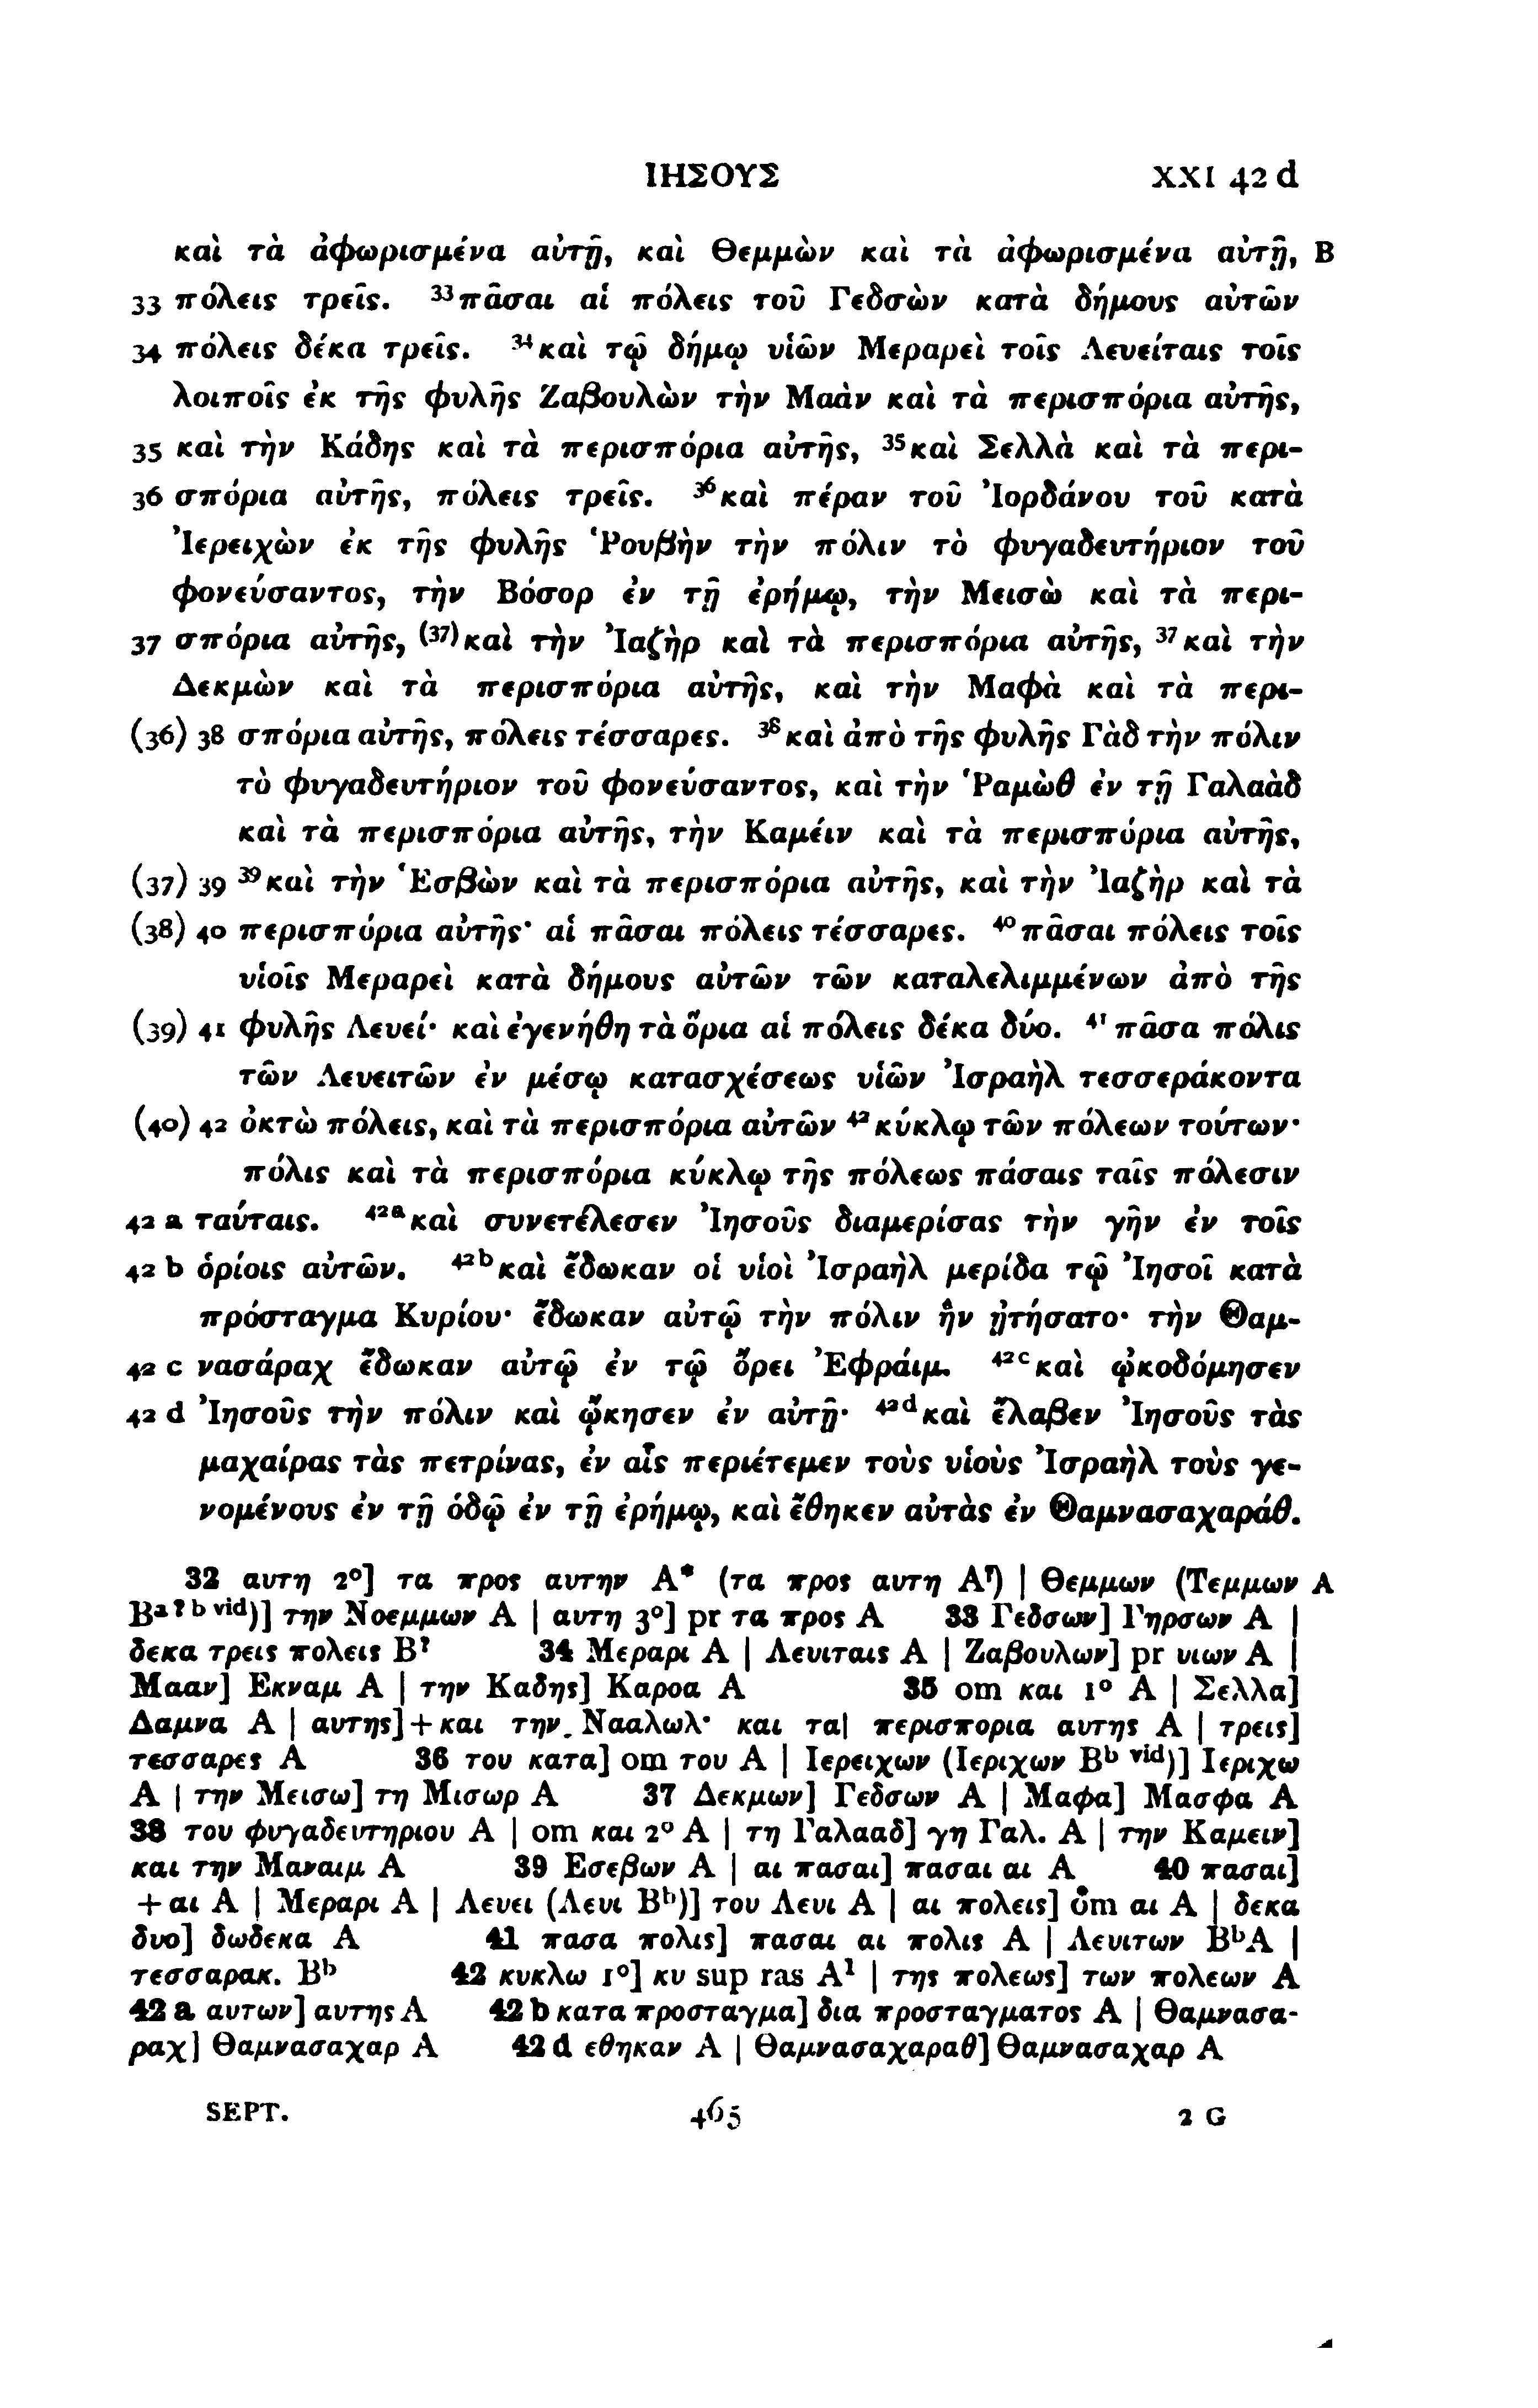 ΙΗΣΟΥΣ XXI 42 d
καὶ τὰ ἀφωρισμένα αὐτῇ, καὶ Θεμμὼν καὶ τὰ ἀφωρισμένα αὐτῇ, B
33 πόλεις τρεῖς. ³³πᾶσαι αἱ πόλεις τοῦ Γεδσὼν κατὰ δήμους αὐτῶν
34 πόλεις δέκα τρεῖς. ³⁴καὶ τῷ δήμῳ υἱῶν Μεραρεὶ τοῖς Λευείταις τοῖς
λοιποῖς ἐκ τῆς φυλῆς Ζαβουλὼν τὴν Μαὰν καὶ τὰ περισπόρια αὐτῆς,
35 καὶ τὴν Κάδης καὶ τὰ περισπόρια αὐτῆς, ³⁵καὶ Σελλὰ καὶ τὰ περι-
36 σπόρια αὐτῆς, πόλεις τρεῖς. ³⁶καὶ πέραν τοῦ Ἰορδάνου τοῦ κατὰ
Ἰερειχὼν ἐκ τῆς φυλῆς Ῥουβὴν τὴν πόλιν τὸ φυγαδευτήριον τοῦ
φονεύσαντος, τὴν Βόσορ ἐν τῇ ἐρήμῳ, τὴν Μεισὼ καὶ τὰ περι-
37 σπόρια αὐτῆς, (³⁷)καὶ τὴν Ἰαζὴρ καὶ τὰ περισπόρια αὐτῆς, ³⁷καὶ τὴν
Δεκμὼν καὶ τὰ περισπόρια αὐτῆς, καὶ τὴν Μαφὰ καὶ τὰ περι-
(36) 38 σπόρια αὐτῆς, πόλεις τέσσαρες. ³⁸καὶ ἀπὸ τῆς φυλῆς Γὰδ τὴν πόλιν
τὸ φυγαδευτήριον τοῦ φονεύσαντος, καὶ τὴν Ῥαμὼθ ἐν τῇ Γαλαὰδ
καὶ τὰ περισπόρια αὐτῆς, τὴν Καμείν καὶ τὰ περισπόρια αὐτῆς,
(37) 39 ³⁹καὶ τὴν Ἐσβὼν καὶ τὰ περισπόρια αὐτῆς, καὶ τὴν Ἰαζὴρ καὶ τὰ
(38) 40 περισπόρια αὐτῆς· αἱ πᾶσαι πόλεις τέσσαρες. ⁴⁰πᾶσαι πόλεις τοῖς
υἱοῖς Μεραρεὶ κατὰ δήμους αὐτῶν τῶν καταλελιμμένων ἀπὸ τῆς
(39) 41 φυλῆς Λευεί· καὶ ἐγενήθη τὰ ὅρια αἱ πόλεις δέκα δύο. ⁴¹πᾶσα πόλις
τῶν Λευειτῶν ἐν μέσῳ κατασχέσεως υἱῶν Ἰσραὴλ τεσσεράκοντα
(40) 42 ὀκτὼ πόλεις, καὶ τὰ περισπόρια αὐτῶν ⁴²κύκλῳ τῶν πόλεων τούτων·
πόλις καὶ τὰ περισπόρια κύκλῳ τῆς πόλεως πάσαις ταῖς πόλεσιν
42 a ταύταις. ⁴²ᵃκαὶ συνετέλεσεν Ἰησοῦς διαμερίσας τὴν γῆν ἐν τοῖς
42 b ὁρίοις αὐτῶν. ⁴²ᵇκαὶ ἔδωκαν οἱ υἱοὶ Ἰσραὴλ μερίδα τῷ Ἰησοῖ κατὰ
πρόσταγμα Κυρίου· ἔδωκαν αὐτῷ τὴν πόλιν ἣν ᾐτήσατο· τὴν Θαμ-
42 c νασάραχ ἔδωκαν αὐτῷ ἐν τῷ ὄρει Ἐφράιμ. ⁴²ᶜκαὶ ᾠκοδόμησεν
42 d Ἰησοῦς τὴν πόλιν καὶ ᾤκησεν ἐν αὐτῇ· ⁴²ᵈκαὶ ἔλαβεν Ἰησοῦς τὰς
μαχαίρας τὰς πετρίνας, ἐν αἷς περιέτεμεν τοὺς υἱοὺς Ἰσραὴλ τοὺς γε-
νομένους ἐν τῇ ὁδῷ ἐν τῇ ἐρήμῳ, καὶ ἔθηκεν αὐτὰς ἐν Θαμνασαχαράθ.
32 αυτη 2⁰] τα προς αυτην A* (τα προς αυτη Aʳ) | Θεμμων (Τεμμων A
Bᵃ ? ᵇ ᵛⁱᵈ)] την Νοεμμων A | αυτη 3⁰] pr τα προς A 33 Γεδσων] Γηρσων A |
δεκα τρεις πολεις B? 34 Μεραρι A | Λευιταις A | Ζαβουλων] pr υιων A |
Μααν] Εκναμ A | την Καδης] Καροα A 35 om και 1⁰ A | Σελλα]
Δαμνα A | αυτης]+και την. Νααλωλ· και τα| περισπορια αυτης A | τρεις]
τεσσαρες A 36 του κατα] om του A | Ιερειχων (Ιεριχων Bᵇ ᵛⁱᵈ)] Ιεριχω
A | την Μεισω] τη Μισωρ A 37 Δεκμων] Γεδσων A | Μαφα] Μασφα A
38 του φυγαδευτηριου A | om και 2⁰ A | τη Γαλααδ] γη Γαλ. A | την Καμειν]
και την Μαναιμ A 39 Εσεβων A | αι πασαι] πασαι αι A 40 πασαι]
+αι A | Μεραρι A | Λευει (Λευι Bᵇ)] του Λευι A | αι πολεις] om αι A | δεκα
δυο] δωδεκα A 41 πασα πολις] πασαι αι πολις A | Λευιτων BᵇA |
τεσσαρακ. Bᵇ 42 κυκλω 1⁰] κυ sup ras A¹ | της πολεως] των πολεων A
42 a αυτων] αυτης A 42 b κατα προσταγμα] δια προσταγματος A | Θαμνασα-
ραχ] Θαμνασαχαρ A 42 d εθηκαν A | Θαμνασαχαραθ] Θαμνασαχαρ A
SEPT. 465 2 G